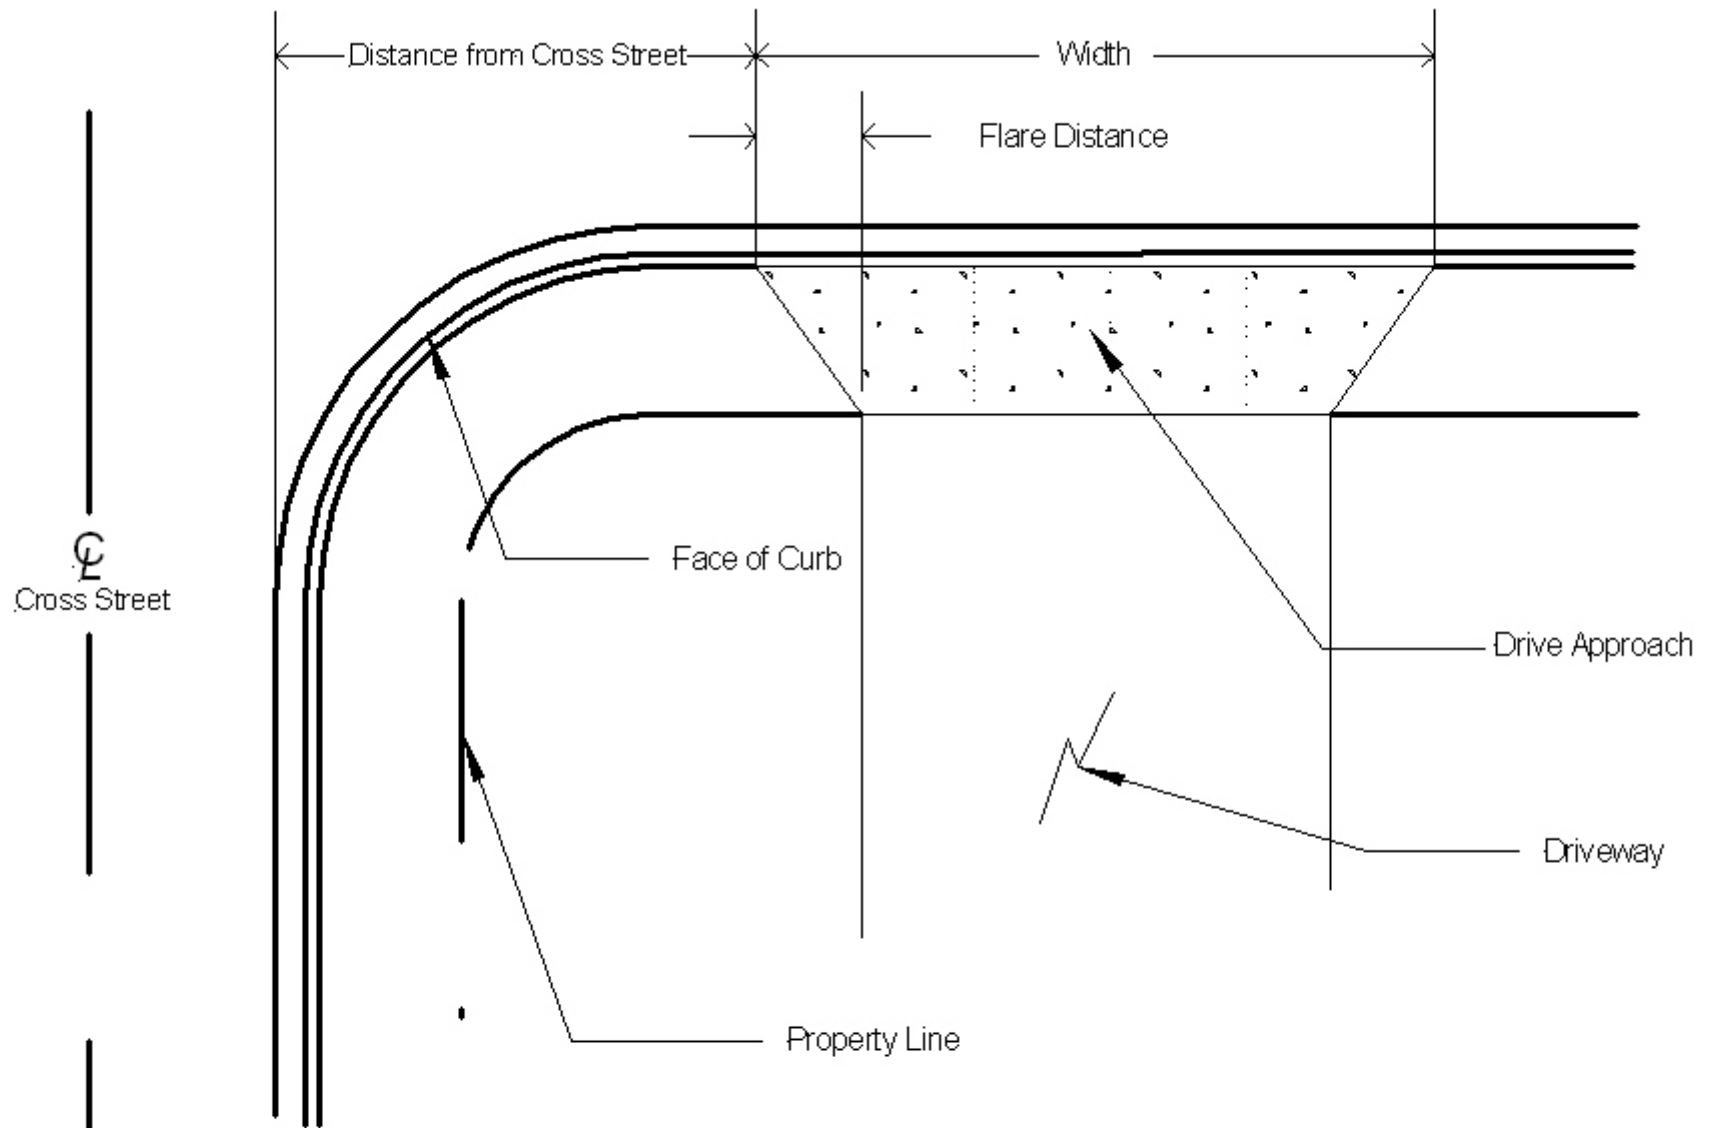 Distance from Cross Street
Width
Flare Distance
℄
Cross Street
Face of Curb
Drive Approach
Driveway
Property Line